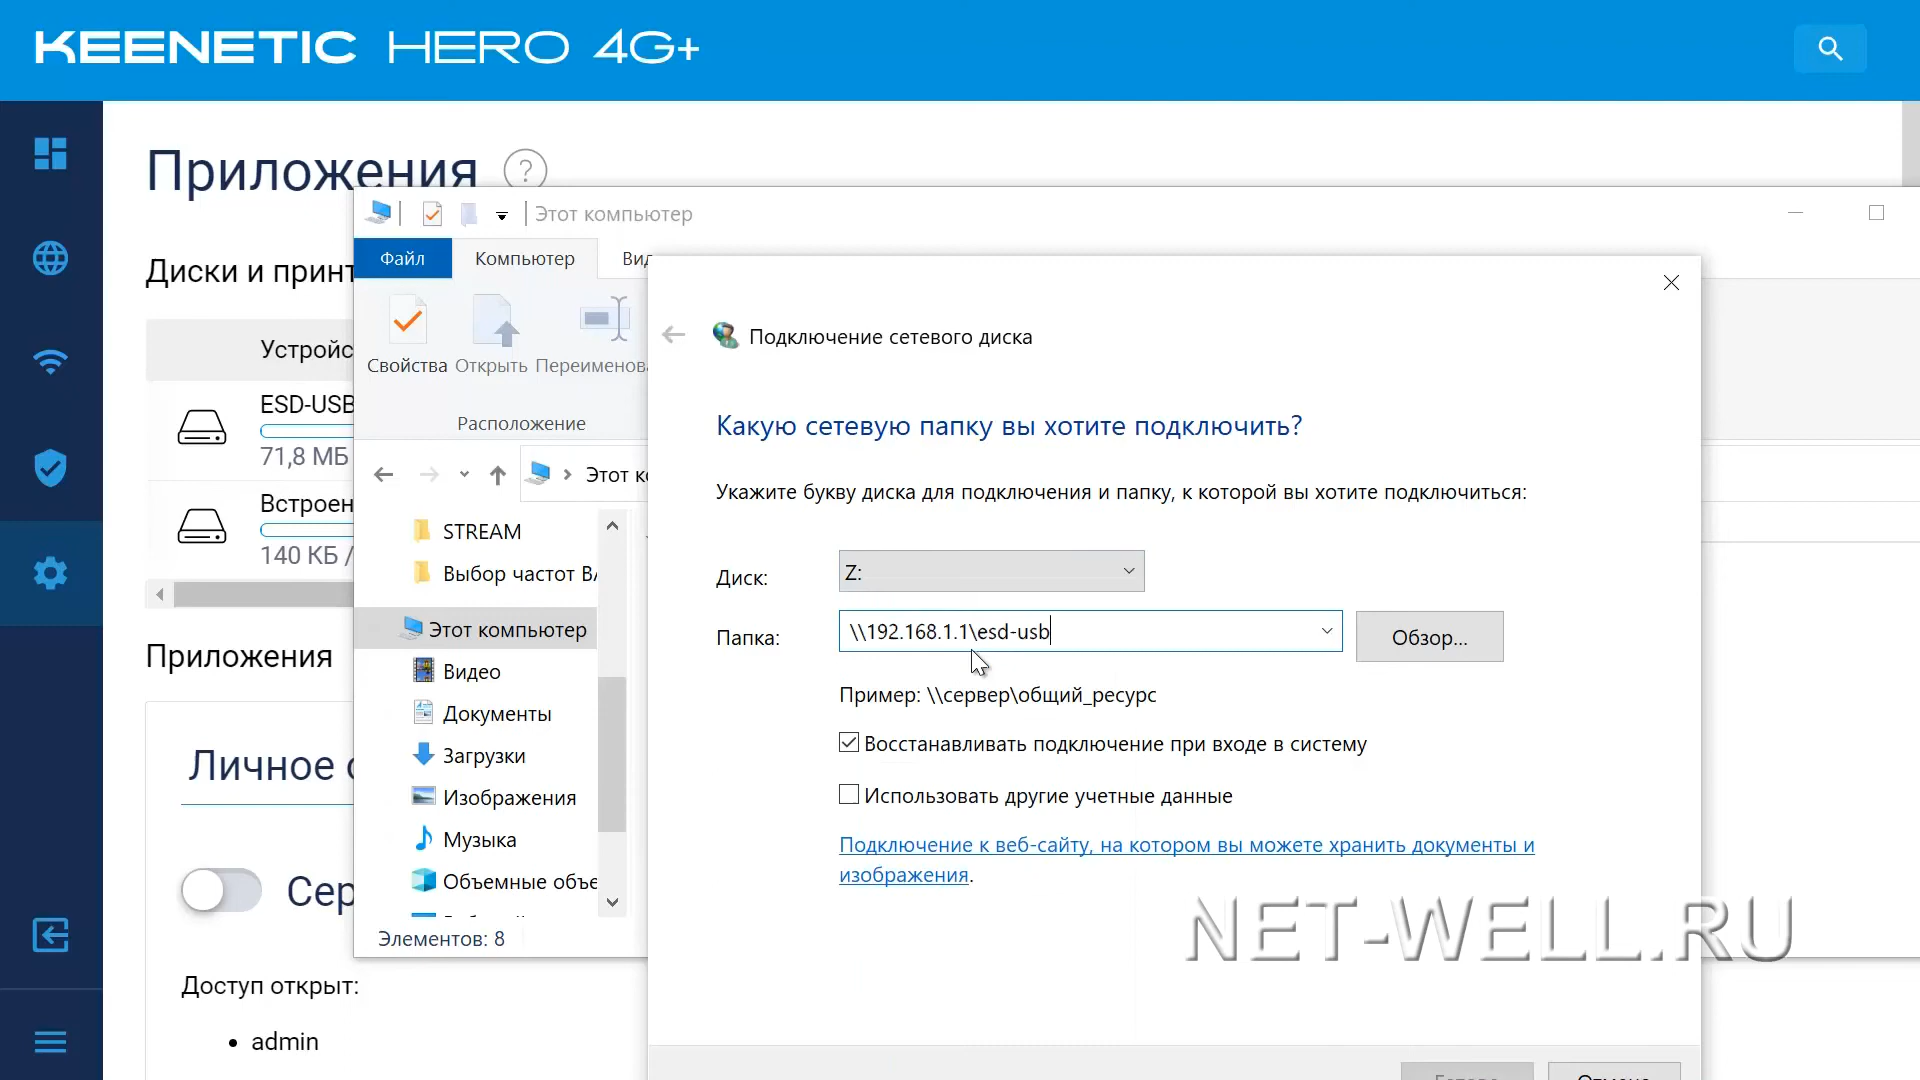 KEENETIC HERO 4G+
Приложения ?
Этот компьютер
Файл
Компьютер
Диски и принт
Свойства
Открыть
Расположение
Устройс
ESD-USB
71,8 МБ
Встроен
140 КБ /
Этот
STREAM
Выбор частот
Этот компьютер
Видео
Документы
Загрузки
Изображения
Музыка
Объемные объе
Элементов: 8
Подключение сетевого диска
Какую сетевую папку вы хотите подключить?
Укажите букву диска для подключения и папку, к которой вы хотите подключиться:
Диск:
Z:
Папка:
\\192.168.1.1\esd-usb
Обзор...
Пример: \\сервер\общий_ресурс
Восстанавливать подключение при входе в систему
Использовать другие учетные данные
Подключение к веб-сайту, на котором вы можете хранить документы и
изображения.
Приложения
Личное
Сер
Доступ открыт:
• admin
NET-WELL.RU